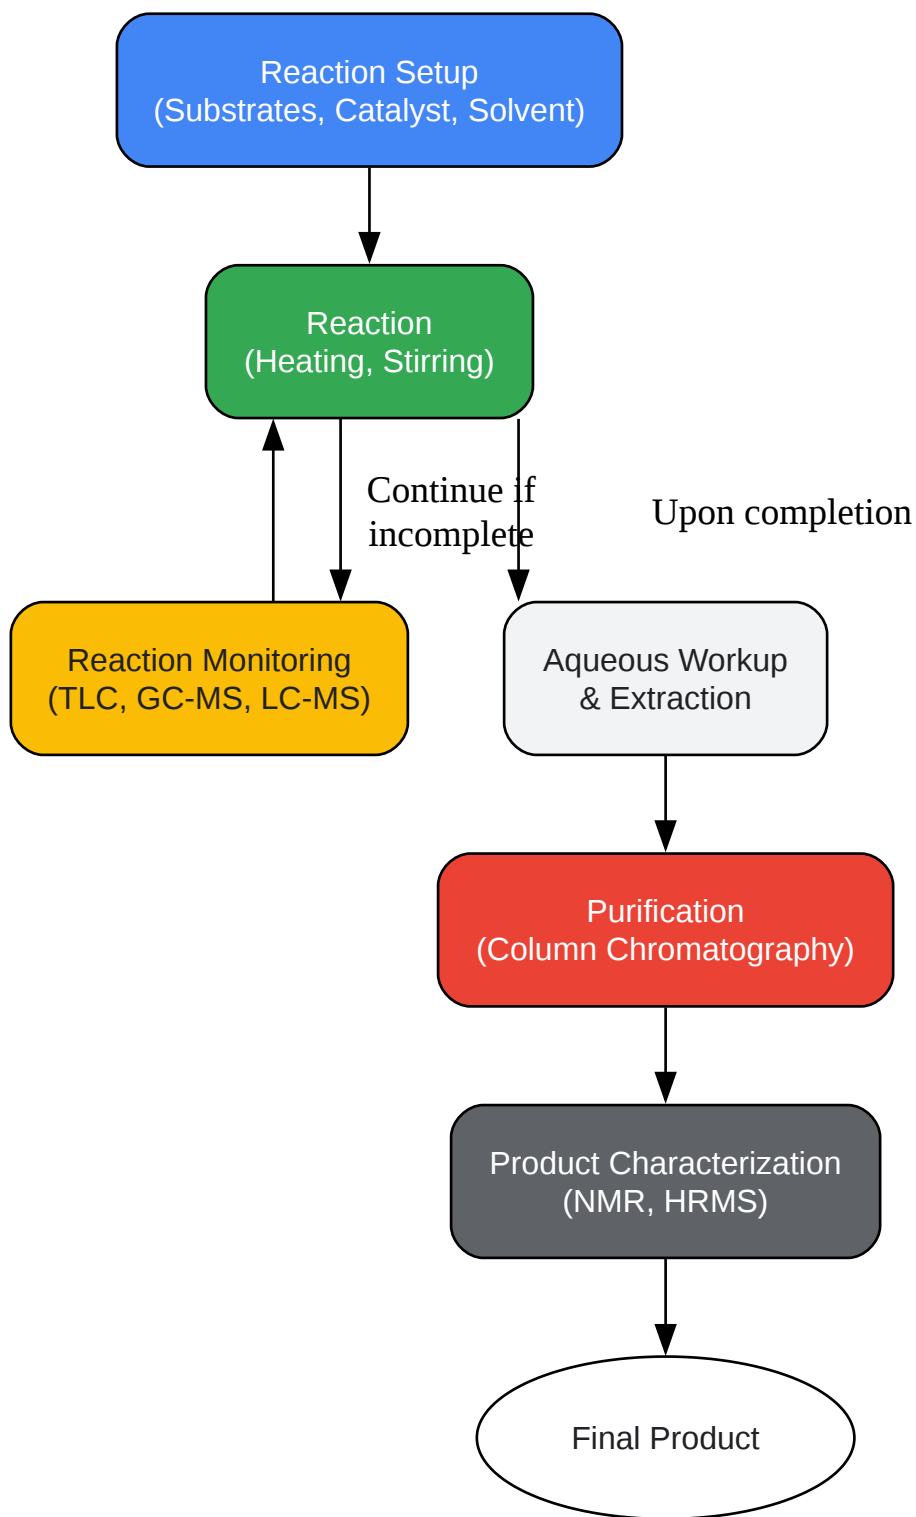 Reaction Setup
(Substrates, Catalyst, Solvent)
Reaction
(Heating, Stirring)
Continue if
incomplete
Upon completion
Reaction Monitoring
(TLC, GC-MS, LC-MS)
Aqueous Workup
& Extraction
Purification
(Column Chromatography)
Product Characterization
(NMR, HRMS)
Final Product